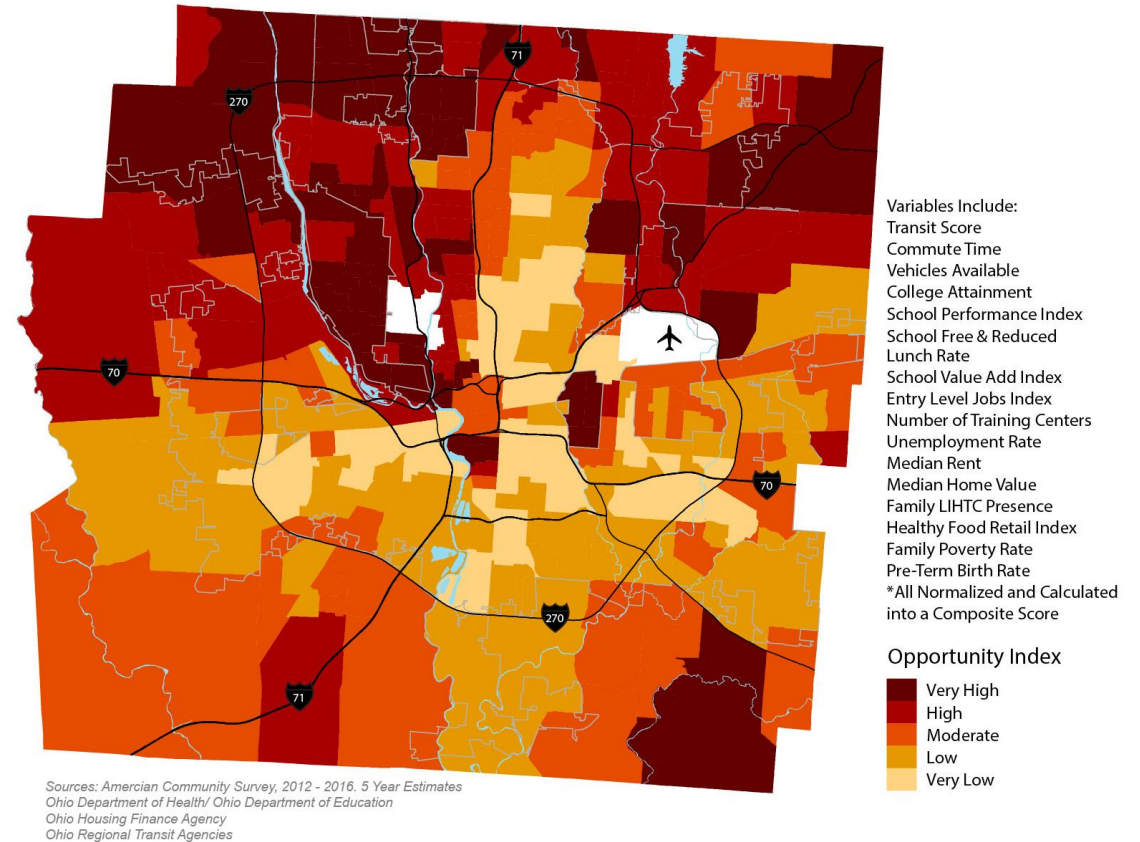 71
270
70
70
270
71
Variables Include:
Transit Score
Commute Time
Vehicles Available
College Attainment
School Performance Index
School Free & Reduced
Lunch Rate
School Value Add Index
Entry Level Jobs Index
Number of Training Centers
Unemployment Rate
Median Rent
Median Home Value
Family LIHTC Presence
Healthy Food Retail Index
Family Poverty Rate
Pre-Term Birth Rate
*All Normalized and Calculated
into a Composite Score
Opportunity Index
Very High
High
Moderate
Low
Very Low
Sources: Amercian Community Survey, 2012 - 2016. 5 Year Estimates
Ohio Department of Health/ Ohio Department of Education
Ohio Housing Finance Agency
Ohio Regional Transit Agencies